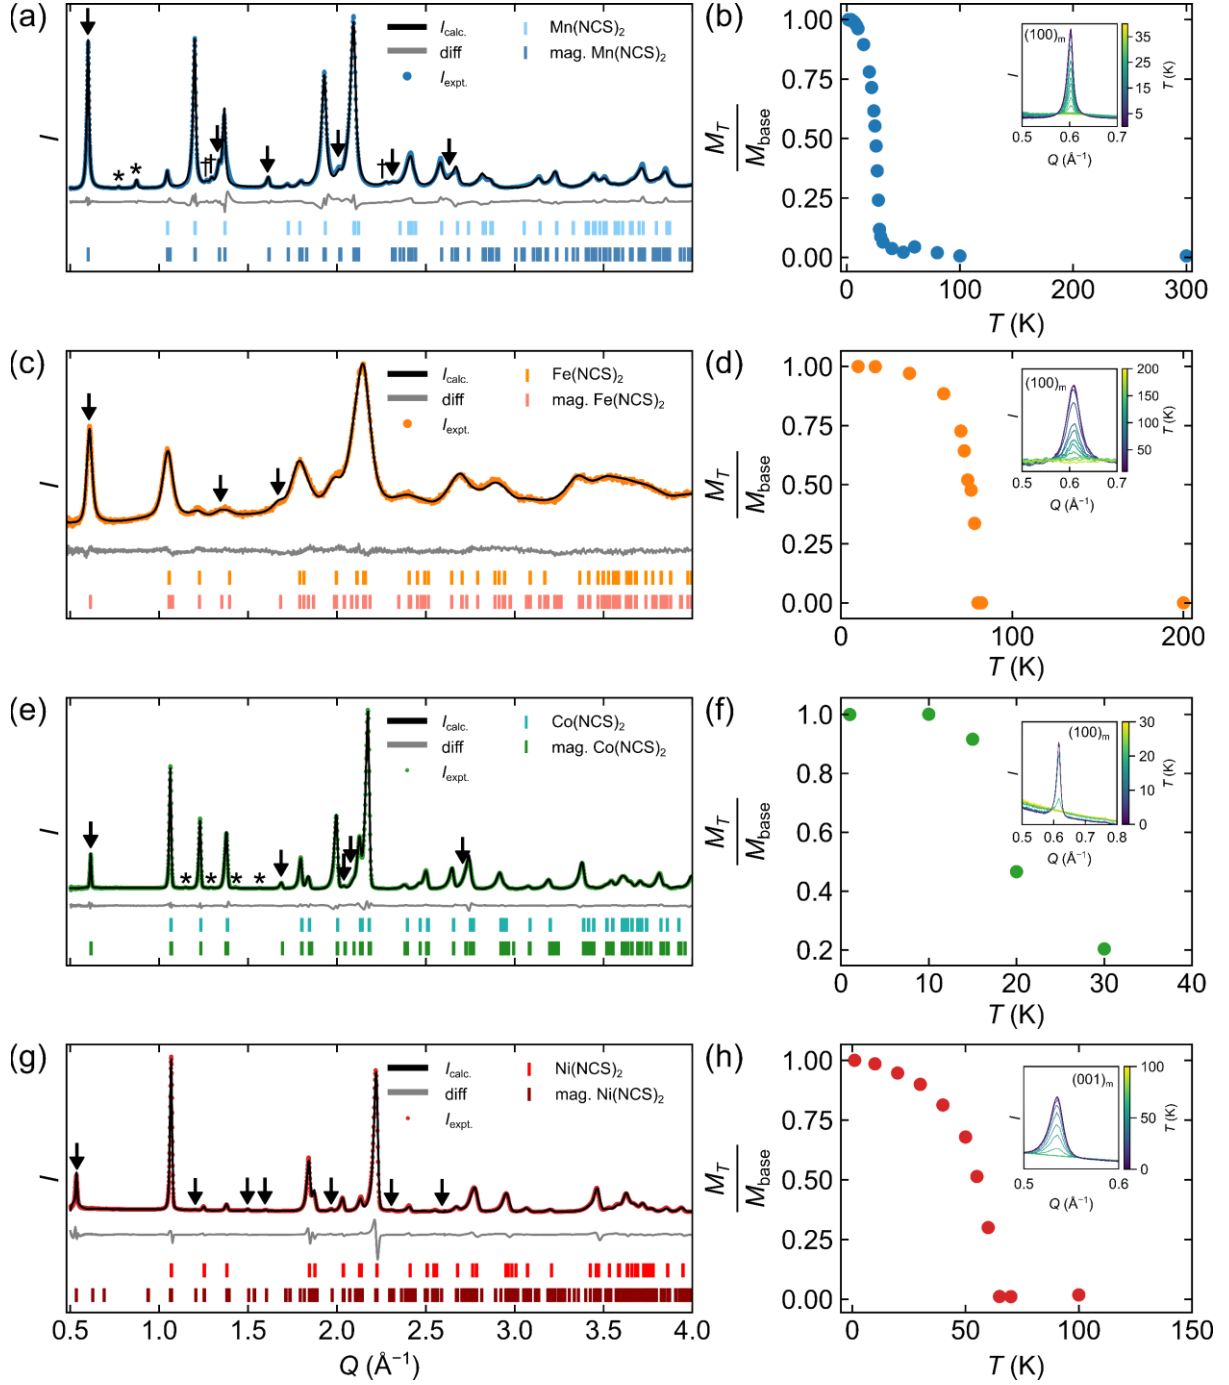 (a)
I
I calc.
diff
I expt.
Mn(NCS)2
mag. Mn(NCS)2
* * †† †
(b)
MT
Mbase
1.00
0.75
0.50
0.25
0.00
0 100 200 300
T (K)
(100)m
I
0.5 0.6 0.7
Q (Å−1)
35
25
15
5
T (K)
(c)
I
I calc.
diff
I expt.
Fe(NCS)2
mag. Fe(NCS)2
(d)
MT
Mbase
1.00
0.75
0.50
0.25
0.00
0 100 200
T (K)
(100)m
I
0.5 0.6 0.7
Q (Å−1)
200
150
100
50
T (K)
(e)
I
I calc.
diff
I expt.
Co(NCS)2
mag. Co(NCS)2
* * * *
(f)
MT
Mbase
1.0
0.8
0.6
0.4
0.2
0 10 20 30 40
T (K)
(100)m
I
0.5 0.6 0.7 0.8
Q (Å−1)
30
20
10
0
T (K)
(g)
I
I calc.
diff
I expt.
Ni(NCS)2
mag. Ni(NCS)2
0.5 1.0 1.5 2.0 2.5 3.0 3.5 4.0
Q (Å−1)
(h)
MT
Mbase
1.00
0.75
0.50
0.25
0.00
0 50 100 150
T (K)
(001)m
I
0.5 0.6
Q (Å−1)
100
50
0
T (K)